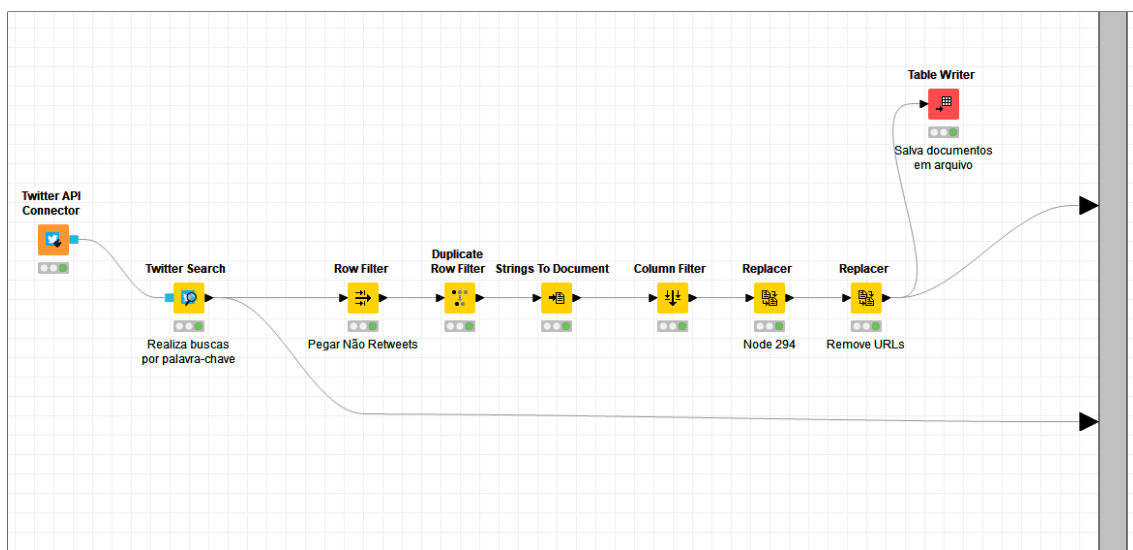 Table Writer
Salva documentos
em arquivo
Twitter API
Connector
Twitter Search
Realiza buscas
por palavra-chave
Row Filter
Pegar Não Retweets
Duplicate
Row Filter
Strings To Document
Column Filter
Replacer
Node 294
Replacer
Remove URLs